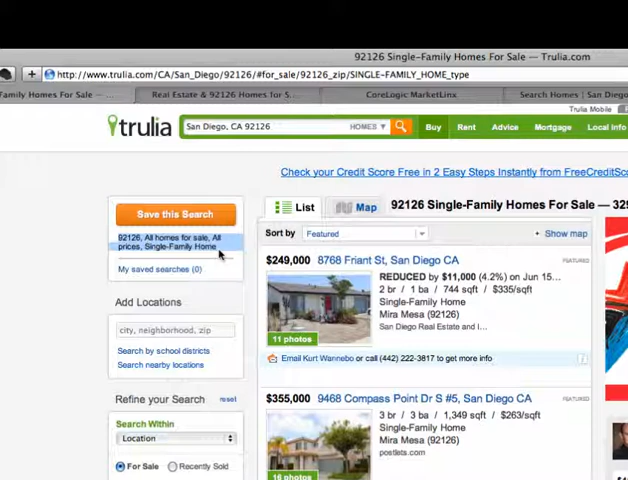 92126 Single-Family Homes For Sale — Trulia.com
http://www.trulia.com/CA/San_Diego/92126/#for_sale/92126_zip/SINGLE-FAMILY_HOME_type
Family Homes For Sale — ...
Real Estate & 92126 Homes for S...
CoreLogic MarketLinx
Search Homes | San Dieg
Trulia Mobile
trulia
San Diego, CA 92126
HOMES
Buy
Rent
Advice
Mortgage
Local info
Check your Credit Score Free in 2 Easy Steps Instantly from FreeCreditSc
Save this Search
92126, All homes for sale, All
prices, Single-Family Home
My saved searches (0)
Add Locations
city, neighborhood, zip
Search by school districts
Search nearby locations
Refine your Search
reset
Search Within
Location
For Sale
Recently Sold
List
Map
92126 Single-Family Homes For Sale — 329
Sort by
Featured
Show map
$249,000 8768 Friant St, San Diego CA
FEATURED
REDUCED by $11,000 (4.2%) on Jun 15...
2 br / 1 ba / 744 sqft / $335/sqft
Single-Family Home
Mira Mesa (92126)
San Diego Real Estate and I...
11 photos
Email Kurt Wannebo or call (442) 222-3817 to get more info
$355,000 9468 Compass Point Dr S #5, San Diego CA
FEATURED
3 br / 3 ba / 1,349 sqft / $263/sqft
Single-Family Home
Mira Mesa (92126)
postlets.com
16 photos